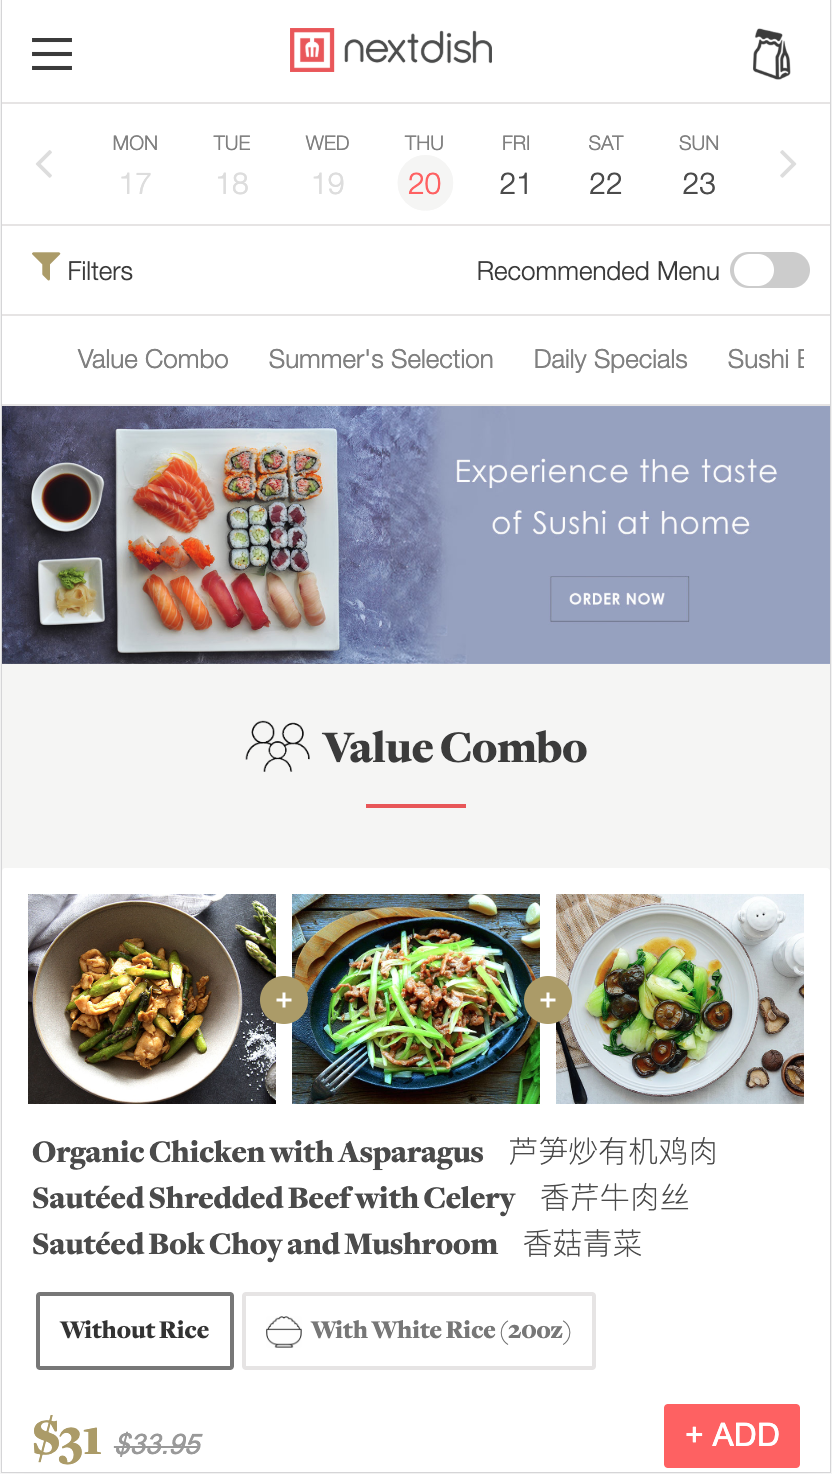 nextdish
MON TUE WED THU FRI SAT SUN
17 18 19 20 21 22 23
Filters Recommended Menu
Value Combo Summer's Selection Daily Specials Sushi
Experience the taste
of Sushi at home
ORDER NOW
Value Combo
Organic Chicken with Asparagus 芦笋炒有机鸡肉
Sautéed Shredded Beef with Celery 香芹牛肉丝
Sautéed Bok Choy and Mushroom 香菇青菜
Without Rice With White Rice (20oz)
$31 $33.95 + ADD